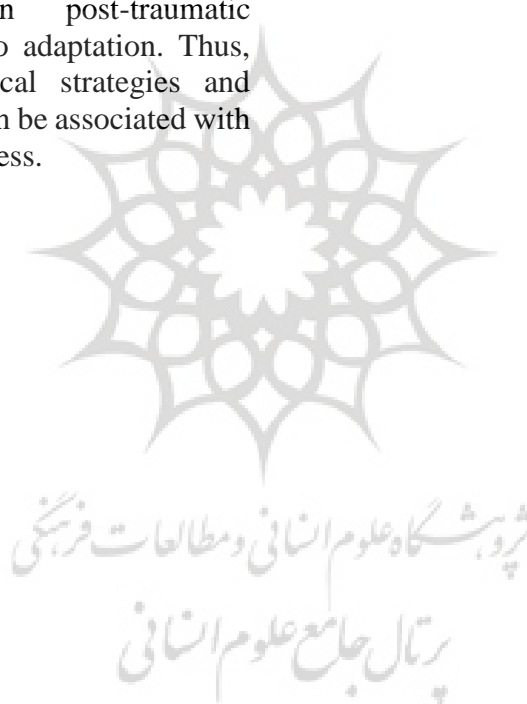 n post-traumatic
o adaptation. Thus,
cal strategies and
n be associated with
ess.
پژوهشگاه علوم انسانی و مطالعات فرهنگی
پرتال جامع علوم انسانی